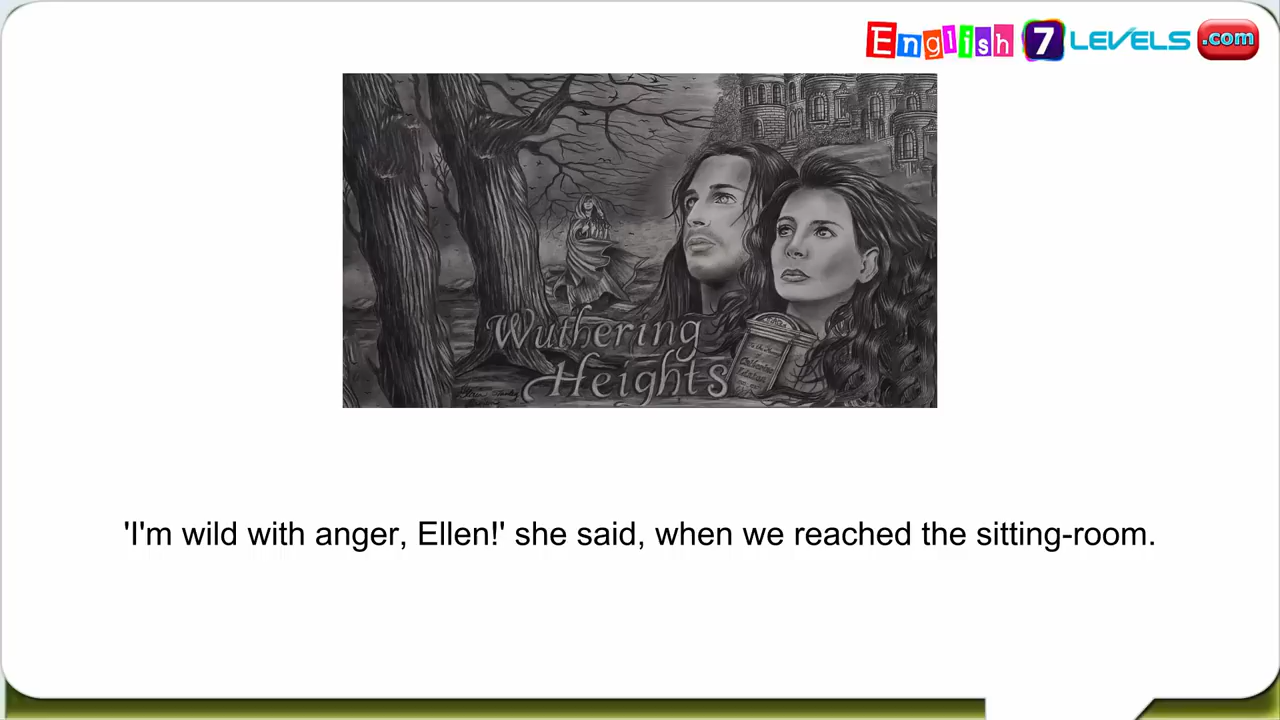 English 7 LEVELS .com
Wuthering
Heights
'I'm wild with anger, Ellen!' she said, when we reached the sitting-room.